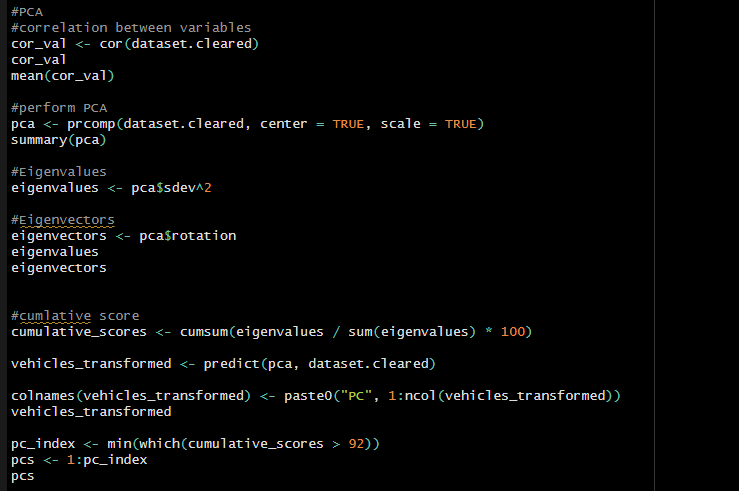 #PCA
#correlation between variables
cor_val <- cor(dataset.cleared)
cor_val
mean(cor_val)
#perform PCA
pca <- prcomp(dataset.cleared, center = TRUE, scale = TRUE)
summary(pca)
#Eigenvalues
eigenvalues <- pca$sdev^2
#Eigenvectors
eigenvectors <- pca$rotation
eigenvalues
eigenvectors
#cumlative score
cumulative_scores <- cumsum(eigenvalues / sum(eigenvalues) * 100)
vehicles_transformed <- predict(pca, dataset.cleared)
colnames(vehicles_transformed) <- paste0("PC", 1:ncol(vehicles_transformed))
vehicles_transformed
pc_index <- min(which(cumulative_scores > 92))
pcs <- 1:pc_index
pcs